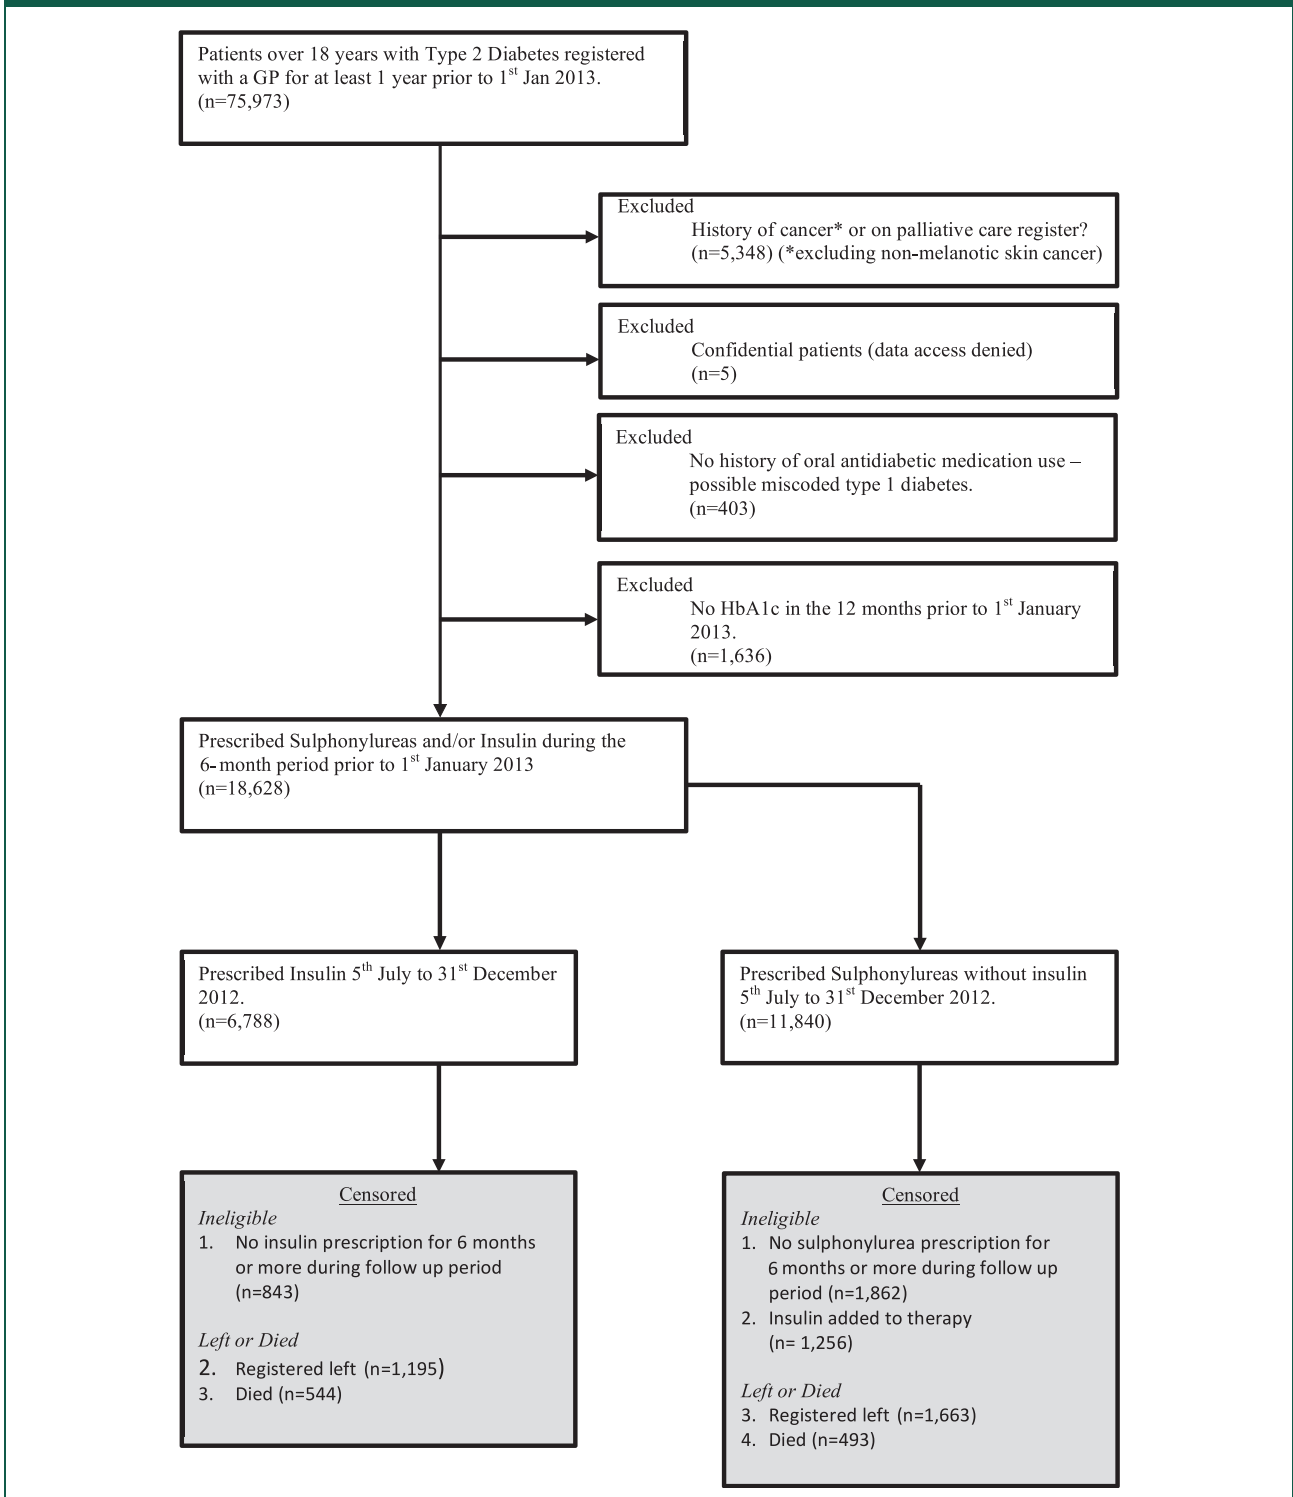 Patients over 18 years with Type 2 Diabetes registered
with a GP for at least 1 year prior to 1st Jan 2013.
(n=75,973)
Excluded
History of cancer* or on palliative care register?
(n=5,348) (*excluding non-melanotic skin cancer)
Excluded
Confidential patients (data access denied)
(n=5)
Excluded
No history of oral antidiabetic medication use –
possible miscoded type 1 diabetes.
(n=403)
Excluded
No HbA1c in the 12 months prior to 1st January
2013.
(n=1,636)
Prescribed Sulphonylureas and/or Insulin during the
6-month period prior to 1st January 2013
(n=18,628)
Prescribed Insulin 5th July to 31st December
2012.
(n=6,788)
Prescribed Sulphonylureas without insulin
5th July to 31st December 2012.
(n=11,840)
Censored
Ineligible
1. No insulin prescription for 6 months
or more during follow up period
(n=843)
Left or Died
2. Registered left (n=1,195)
3. Died (n=544)
Censored
Ineligible
1. No sulphonylurea prescription for
6 months or more during follow up
period (n=1,862)
2. Insulin added to therapy
(n= 1,256)
Left or Died
3. Registered left (n=1,663)
4. Died (n=493)